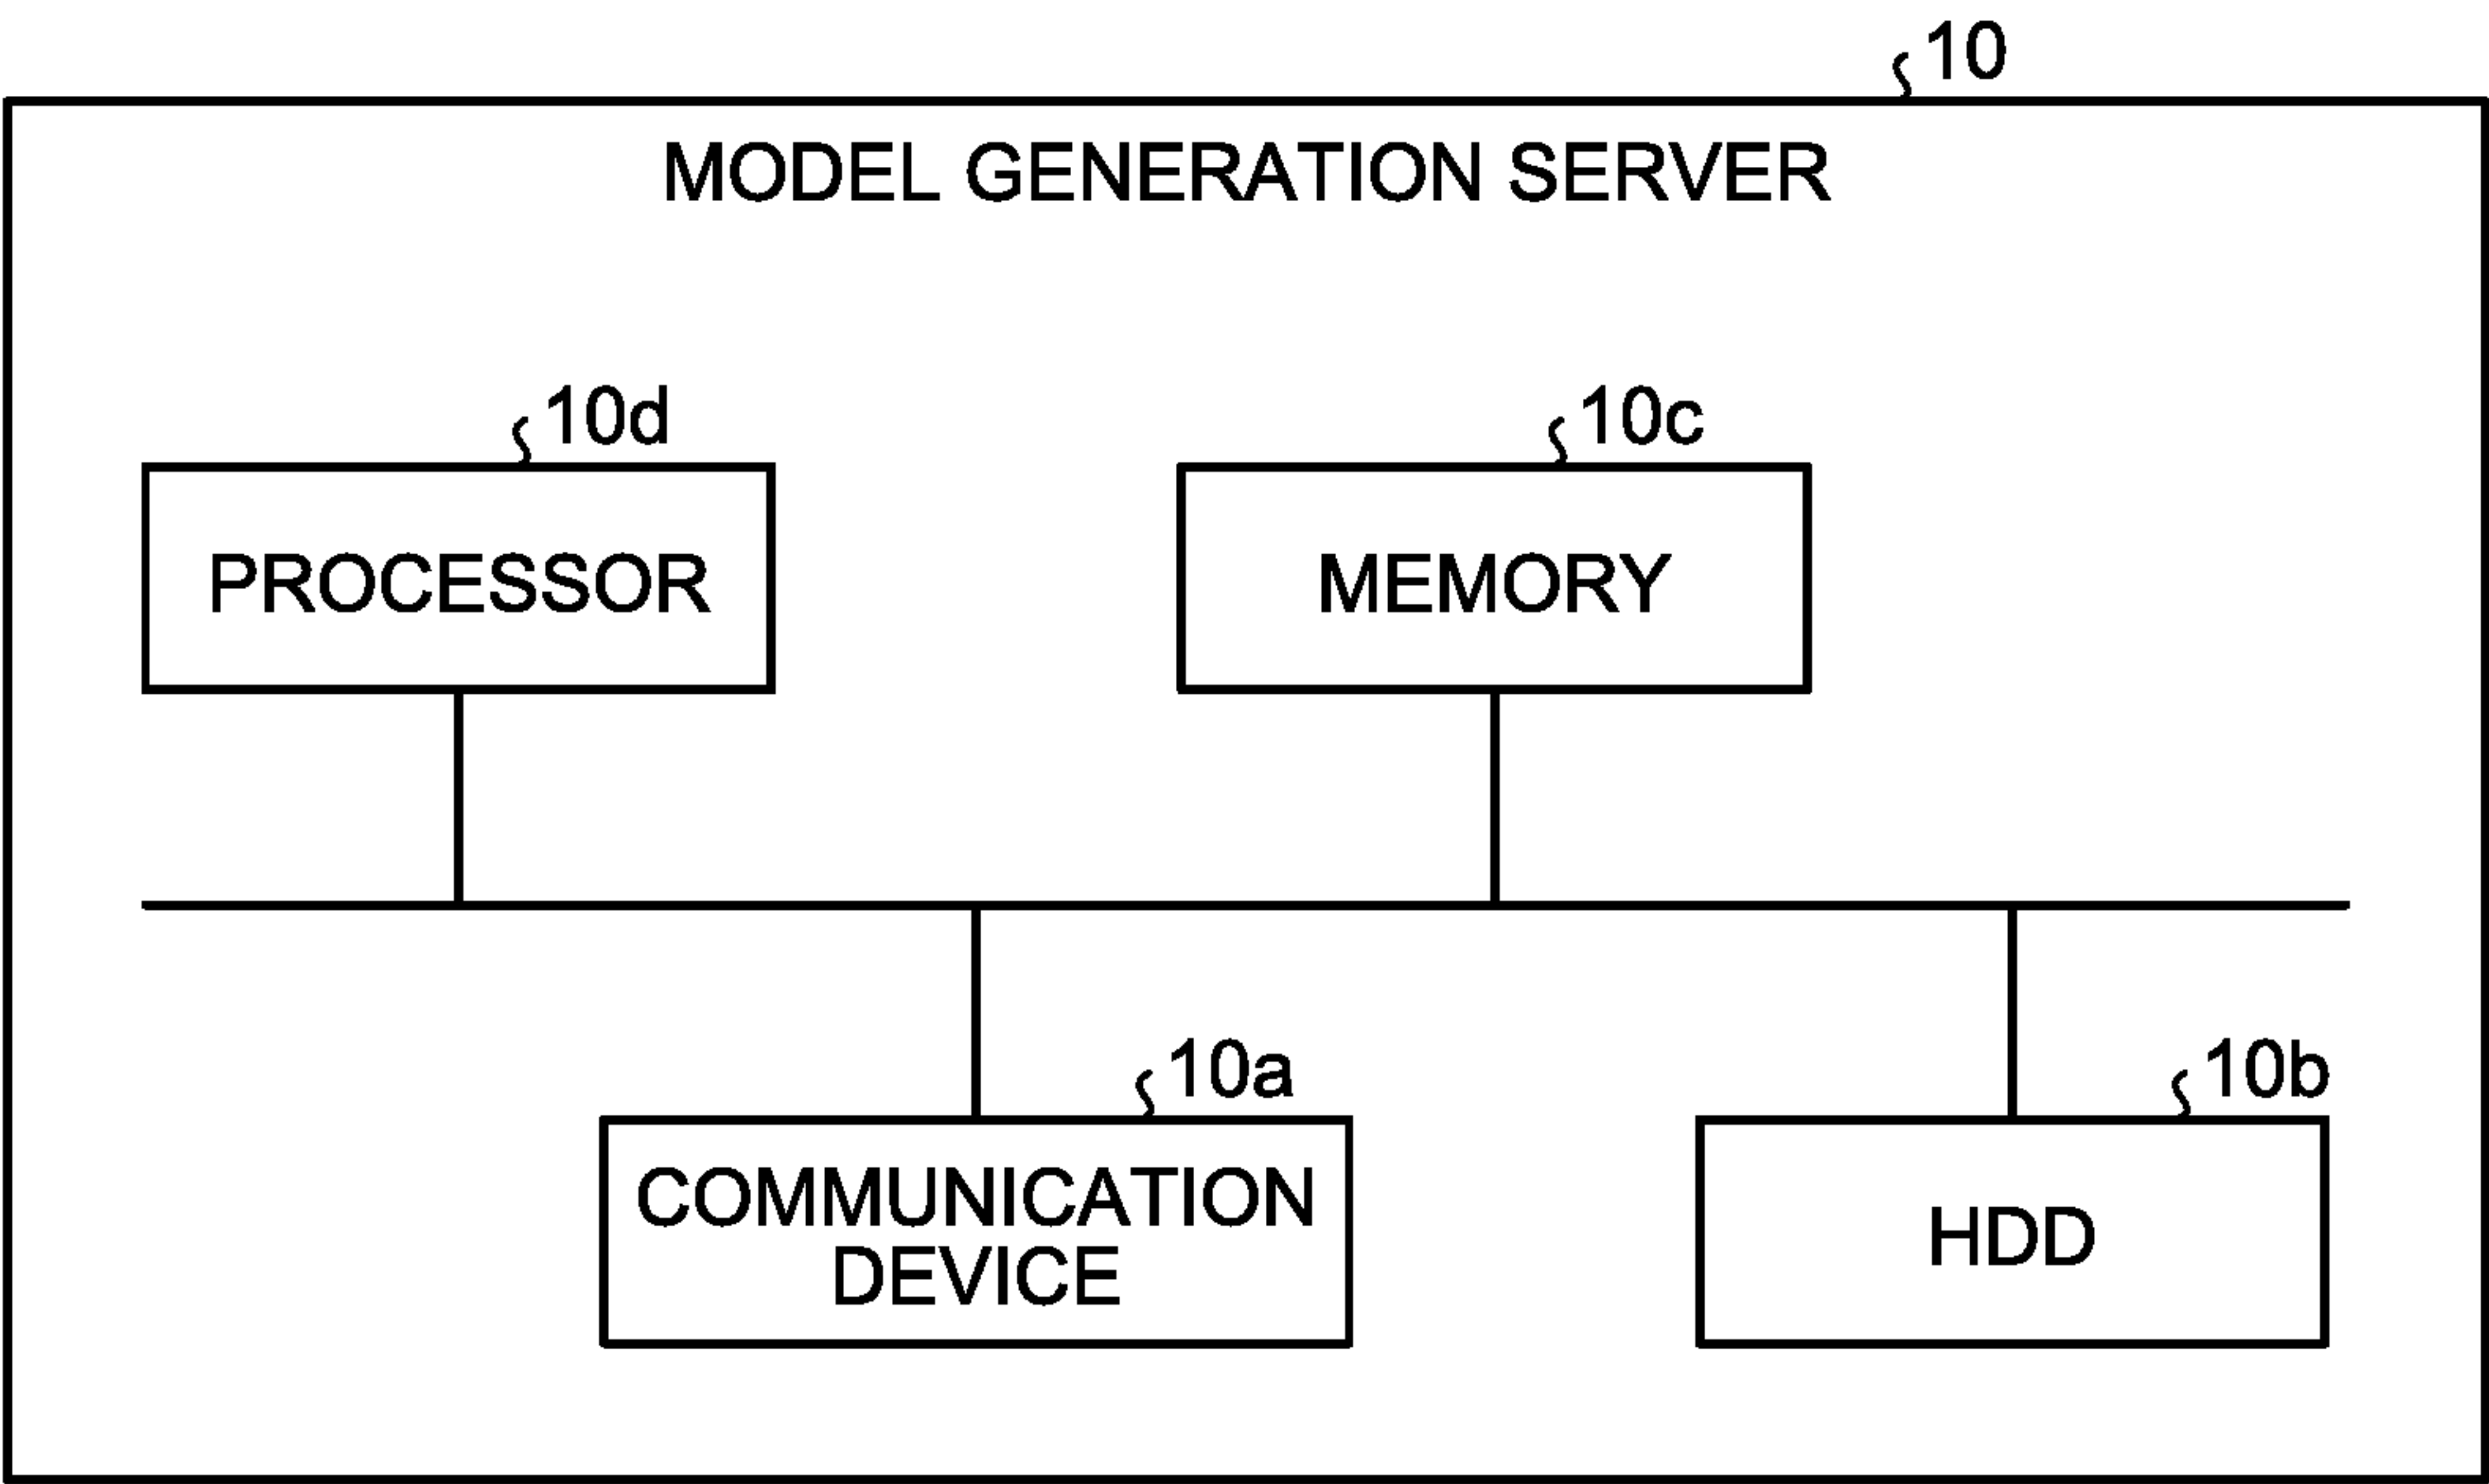 10
MODEL GENERATION SERVER
10d
10c
PROCESSOR
MEMORY
10a
10b
COMMUNICATION
DEVICE
HDD